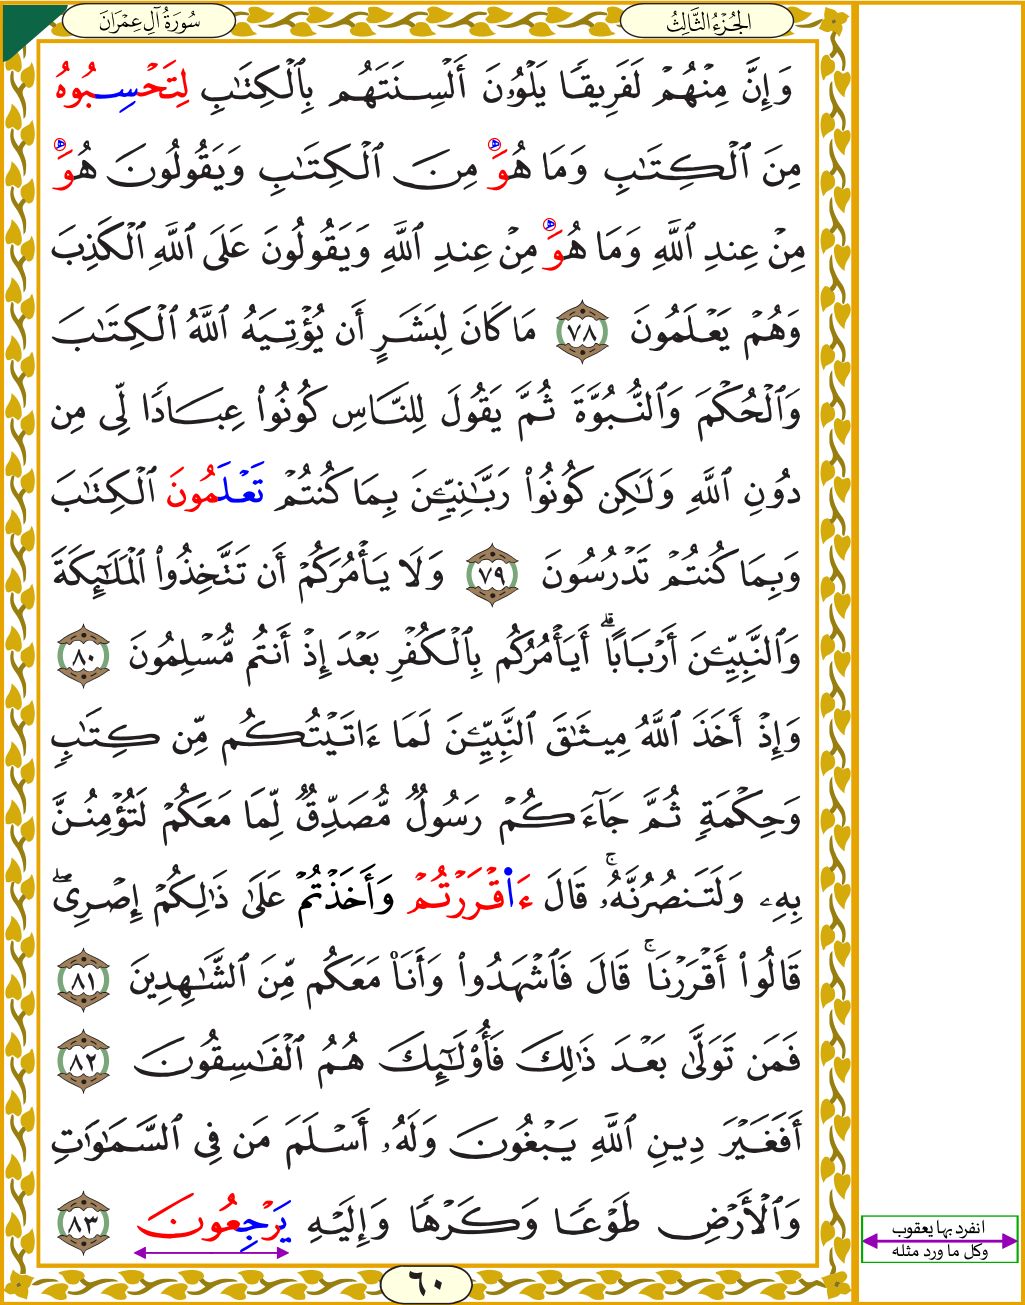 الجُزْءُ الثَّالِثُ
سُورَةُ آلِ عِمْرَانَ
وَإِنَّ مِنْهُمْ لَفَرِيقًا يَلْوُۥنَ أَلْسِنَتَهُم بِٱلْكِتَٰبِ لِتَحْسِبُوهُ
مِنَ ٱلْكِتَٰبِ وَمَا هُوَ مِنَ ٱلْكِتَٰبِ وَيَقُولُونَ هُوَ
مِنْ عِندِ ٱللَّهِ وَمَا هُوَ مِنْ عِندِ ٱللَّهِ وَيَقُولُونَ عَلَى ٱللَّهِ ٱلْكَذِبَ
وَهُمْ يَعْلَمُونَ ٧٨ مَا كَانَ لِبَشَرٍ أَن يُؤْتِيَهُ ٱللَّهُ ٱلْكِتَٰبَ
وَٱلْحُكْمَ وَٱلنُّبُوَّةَ ثُمَّ يَقُولَ لِلنَّاسِ كُونُوا۟ عِبَادًا لِّى مِن
دُونِ ٱللَّهِ وَلَٰكِن كُونُوا۟ رَبَّٰنِيِّۦنَ بِمَا كُنتُمْ تَعْلَمُونَ ٱلْكِتَٰبَ
وَبِمَا كُنتُمْ تَدْرُسُونَ ٧٩ وَلَا يَأْمُرَكُمْ أَن تَتَّخِذُوا۟ ٱلْمَلَٰٓئِكَةَ
وَٱلنَّبِيِّۦنَ أَرْبَابًا ۗ أَيَأْمُرُكُم بِٱلْكُفْرِ بَعْدَ إِذْ أَنتُم مُّسْلِمُونَ ٨٠
وَإِذْ أَخَذَ ٱللَّهُ مِيثَٰقَ ٱلنَّبِيِّۦنَ لَمَا ءَاتَيْتُكُم مِّن كِتَٰبٍ
وَحِكْمَةٍ ثُمَّ جَآءَكُمْ رَسُولٌ مُّصَدِّقٌ لِّمَا مَعَكُمْ لَتُؤْمِنُنَّ
بِهِۦ وَلَتَنصُرُنَّهُۥ ۚ قَالَ ءَا۬قْرَرْتُمْ وَأَخَذْتُمْ عَلَىٰ ذَٰلِكُمْ إِصْرِى ۖ
قَالُوٓا۟ أَقْرَرْنَا ۚ قَالَ فَٱشْهَدُوا۟ وَأَنَا۠ مَعَكُم مِّنَ ٱلشَّٰهِدِينَ ٨١
فَمَن تَوَلَّىٰ بَعْدَ ذَٰلِكَ فَأُو۟لَٰٓئِكَ هُمُ ٱلْفَٰسِقُونَ ٨٢
أَفَغَيْرَ دِينِ ٱللَّهِ يَبْغُونَ وَلَهُۥٓ أَسْلَمَ مَن فِى ٱلسَّمَٰوَٰتِ
وَٱلْأَرْضِ طَوْعًا وَكَرْهًا وَإِلَيْهِ يَرْجِعُونَ ٨٣
انفرد بها يعقوب
وكل ما ورد مثله
٦٠